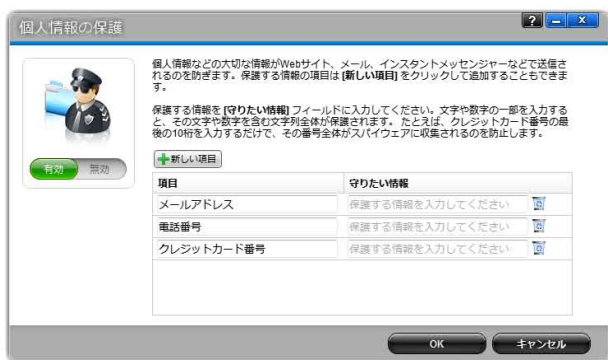 個人情報の保護
? - X
個人情報などの大切な情報がWebサイト、メール、インスタントメッセンジャーなどで送信さ
れるのを防ぎます。保護する情報の項目は [新しい項目] をクリックして追加することもできま
す。
保護する情報を [守りたい情報] フィールドに入力してください。文字や数字の一部を入力する
と、その文字や数字を含む文字列全体が保護されます。 たとえば、クレジットカード番号の最
後の10桁を入力するだけで、その番号全体がスパイウェアに収集されるのを防止します。
有効 無効
新しい項目
項目 守りたい情報
メールアドレス 保護する情報を入力してください
電話番号 保護する情報を入力してください
クレジットカード番号 保護する情報を入力してください
OK キャンセル